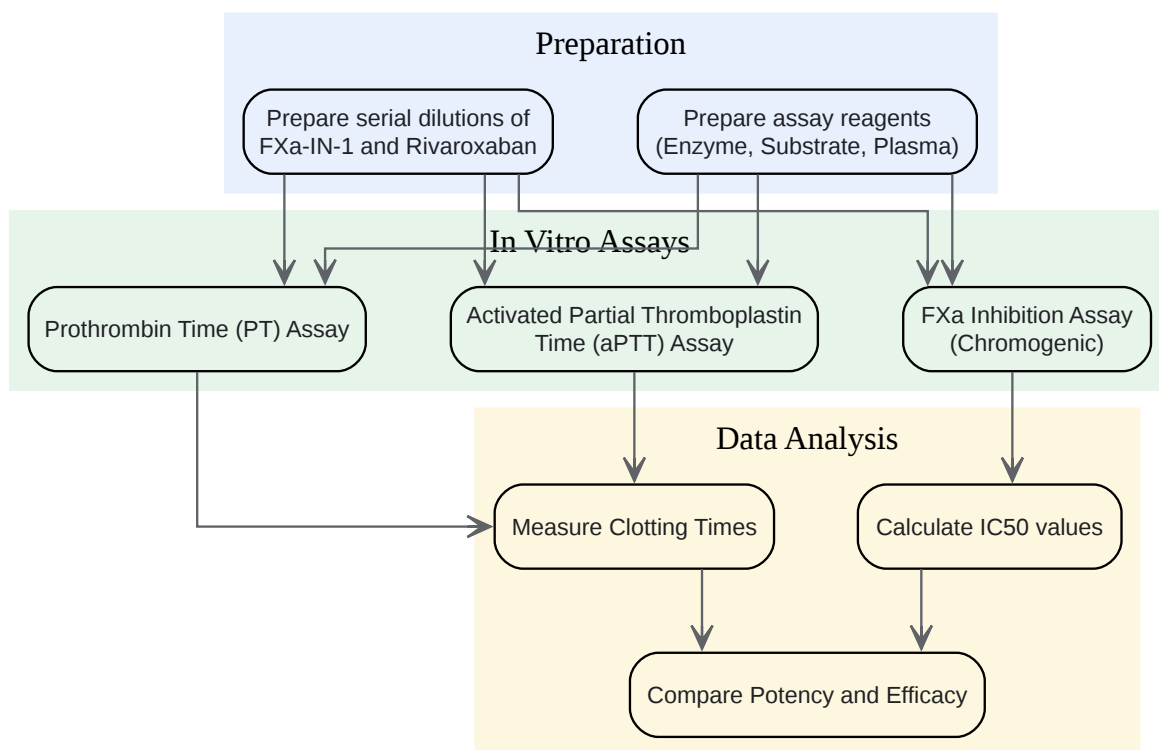 Preparation
Prepare serial dilutions of
FXa-IN-1 and Rivaroxaban
Prepare assay reagents
(Enzyme, Substrate, Plasma)
In Vitro Assays
Prothrombin Time (PT) Assay
Activated Partial Thromboplastin
Time (aPTT) Assay
FXa Inhibition Assay
(Chromogenic)
Data Analysis
Measure Clotting Times
Calculate IC50 values
Compare Potency and Efficacy